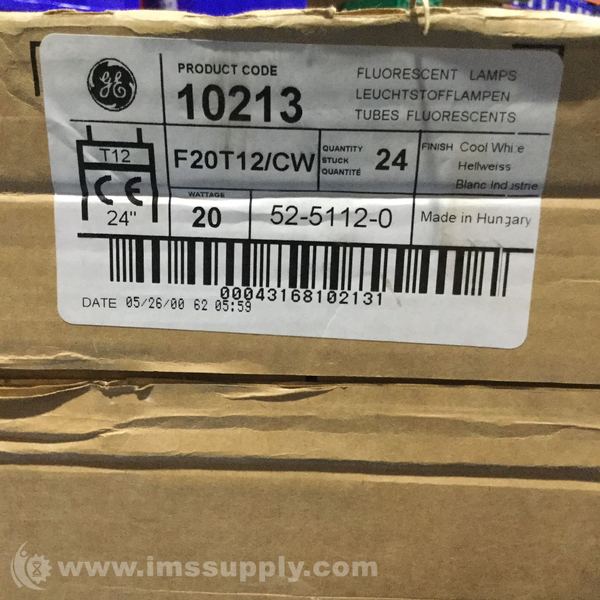 GE
PRODUCT CODE
10213
FLUORESCENT LAMPS
LEUCHTSTOFFLAMPEN
TUBES FLUORESCENTS
T12
CE
24"
F20T12/CW
QUANTITY
STUCK
QUANTITÉ
24
FINISH Cool White
Hellweiss
Blanc Industrie
WATTAGE
20
52-5112-0
Made in Hungary
00043168102131
DATE 05/26/00 62 05:59
www.imssupply.com